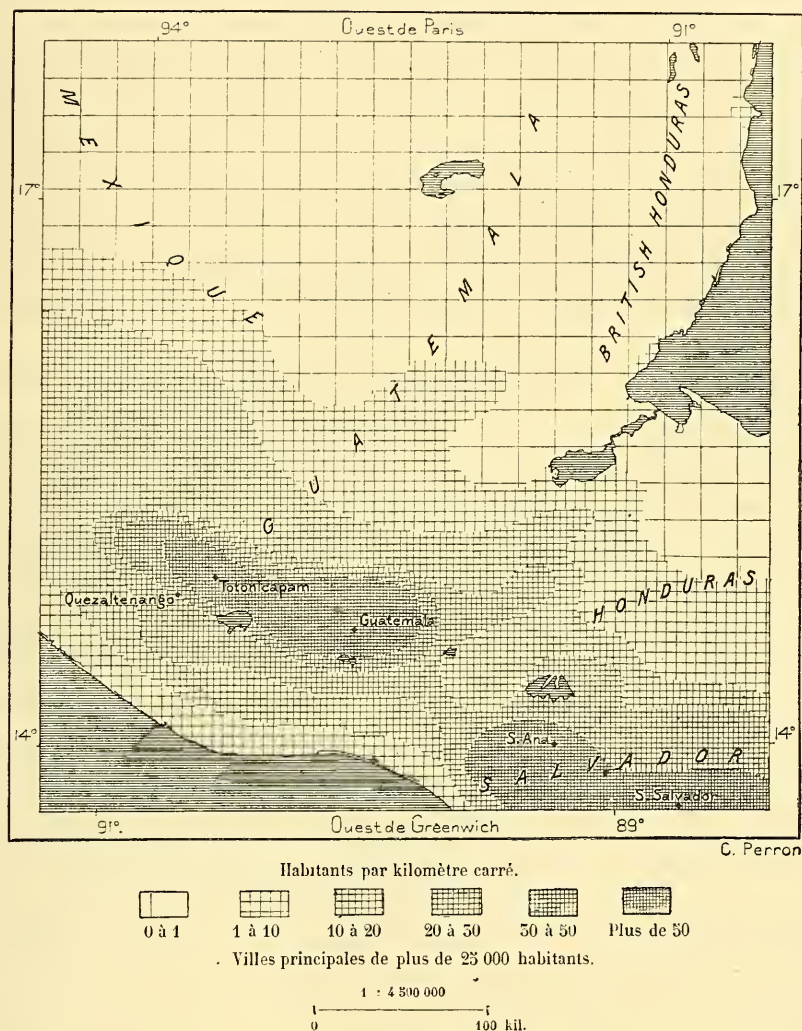 94° Ouest de Paris 91°
MEXIQUE
GUATEMALA
BRITISH HONDURAS
17° 17°
HONDURAS
Totonicapam
Quezaltenango
Guatemala
14° 14°
S. Ana
SALVADOR
S. Salvador
91°. Ouest de Greenwich 89°
C. Perron
Habitants par kilomètre carré.
0 à 1 1 à 10 10 à 20 20 à 30 30 à 50 Plus de 50
. Villes principales de plus de 25 000 habitants.
1 : 4 500 000
0 100 kil.